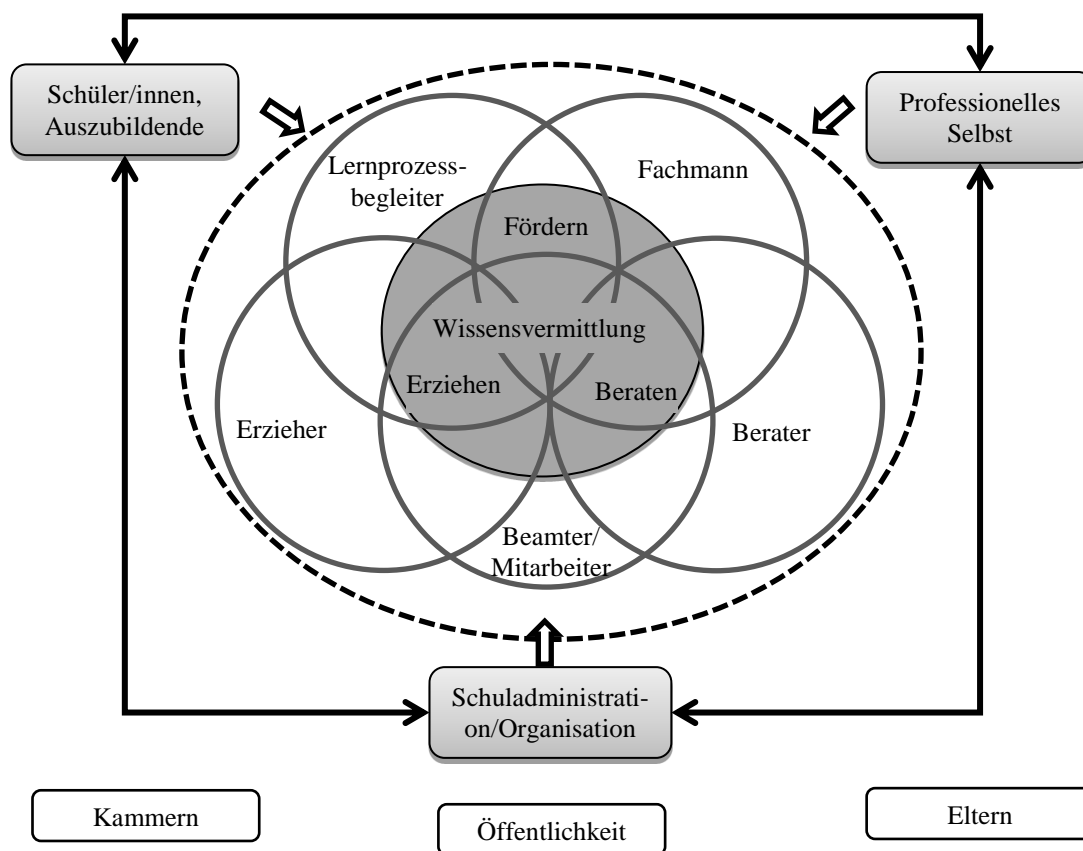 Schüler/innen,
Auszubildende
Professionelles
Selbst
Lernprozess-
begleiter
Fachmann
Fördern
Wissensvermittlung
Erziehen
Beraten
Erzieher
Berater
Beamter/
Mitarbeiter
Schuladministrati-
on/Organisation
Kammern
Öffentlichkeit
Eltern